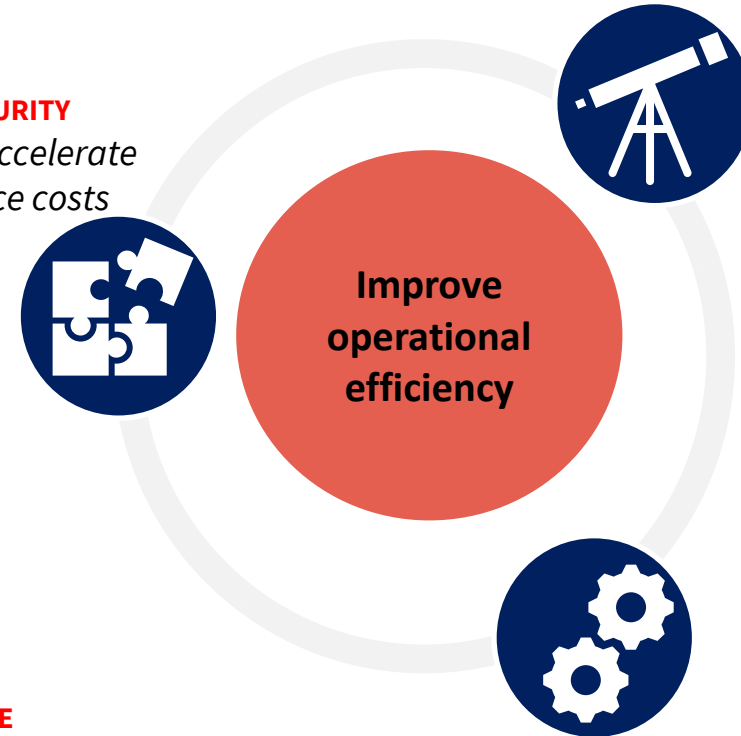 URITY
ccelerate
ce costs
Improve
operational
efficiency
E